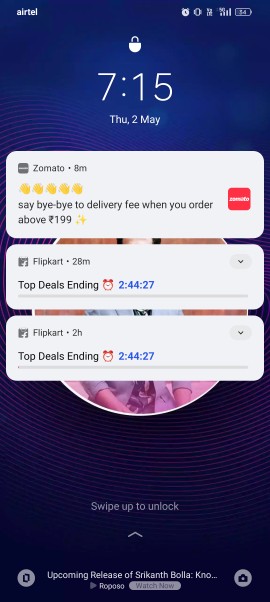 airtel
54
7:15
Thu, 2 May
Zomato • 8m
👋👋👋👋👋
say bye-bye to delivery fee when you order
above ₹199 ✨
zomato
Flipkart • 28m
Top Deals Ending ⏰ 2:44:27
Flipkart • 2h
Top Deals Ending ⏰ 2:44:27
Swipe up to unlock
Upcoming Release of Srikanth Bolla: Kno...
Roposo Watch Now